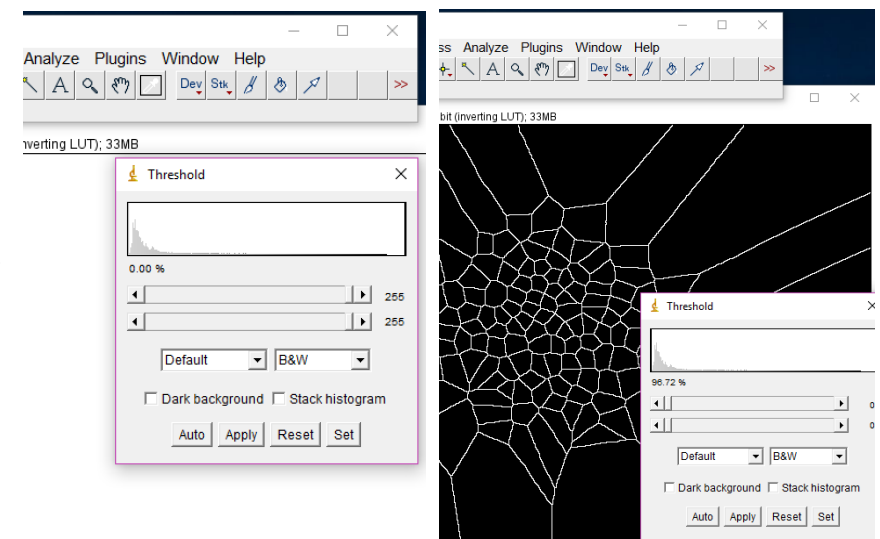 Analyze Plugins Window Help
A Dev Stk >>
nverting LUT); 33MB
Threshold
0.00 %
255
255
Default B&W
Dark background Stack histogram
Auto Apply Reset Set
ss Analyze Plugins Window Help
A Dev Stk >>
bit (inverting LUT); 33MB
Threshold
96.72 %
0
0
Default B&W
Dark background Stack histogram
Auto Apply Reset Set